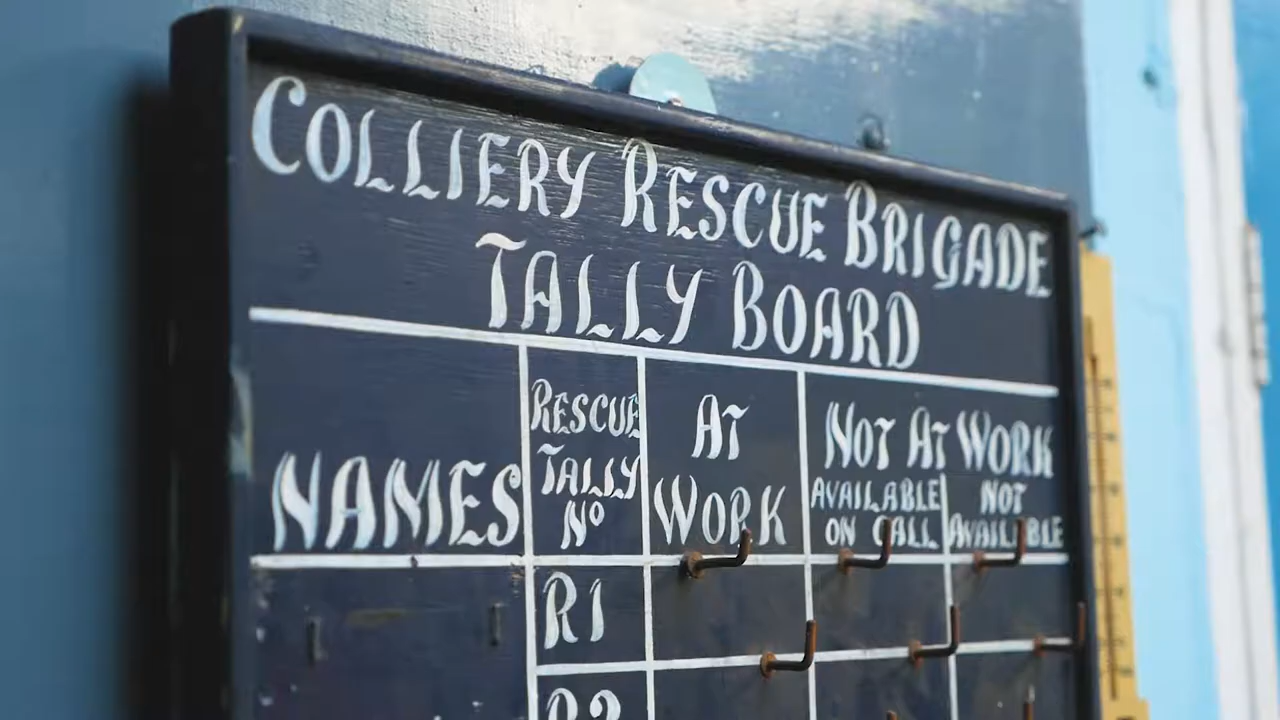 COLLIERY RESCUE BRIGADE
TALLY BOARD
NAMES
RESCUE
TALLY
Nº
AT
WORK
NOT AT WORK
AVAILABLE
ON CALL
NOT
AVAILABLE
R1
R2